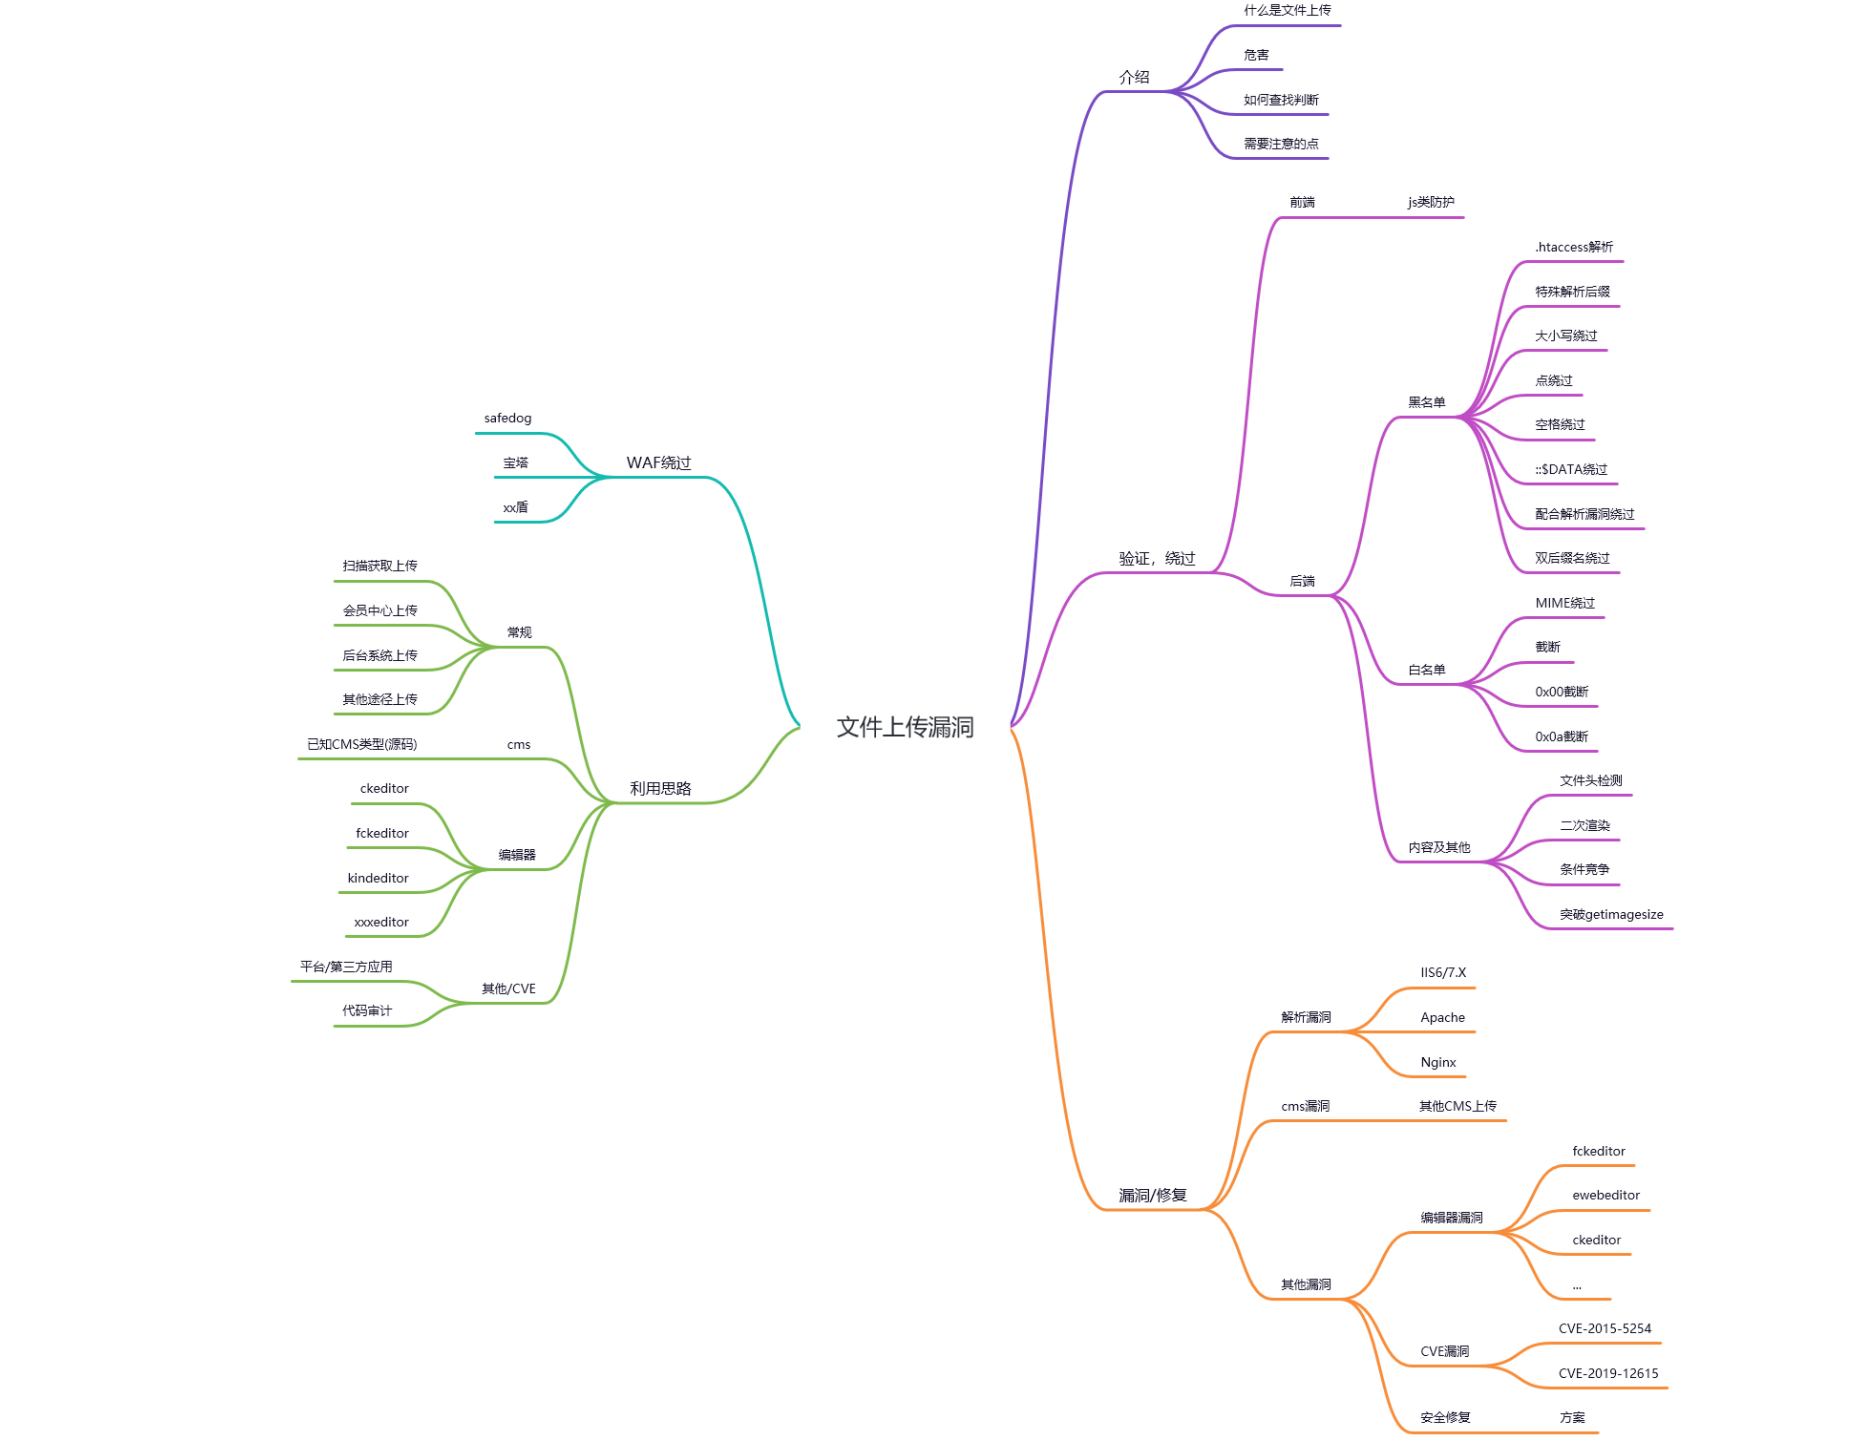 文件上传漏洞
介绍
什么是文件上传
危害
如何查找判断
需要注意的点
验证，绕过
前端
js类防护
后端
黑名单
.htaccess解析
特殊解析后缀
大小写绕过
点绕过
空格绕过
::$DATA绕过
配合解析漏洞绕过
双后缀名绕过
白名单
MIME绕过
截断
0x00截断
0x0a截断
内容及其他
文件头检测
二次渲染
条件竞争
突破getimagesize
漏洞/修复
解析漏洞
IIS6/7.X
Apache
Nginx
cms漏洞
其他CMS上传
其他漏洞
编辑器漏洞
fckeditor
ewebeditor
ckeditor
...
CVE漏洞
CVE-2015-5254
CVE-2019-12615
安全修复
方案
WAF绕过
safedog
宝塔
xx盾
利用思路
常规
扫描获取上传
会员中心上传
后台系统上传
其他途径上传
cms
已知CMS类型(源码)
编辑器
ckeditor
fckeditor
kindeditor
xxxeditor
其他/CVE
平台/第三方应用
代码审计